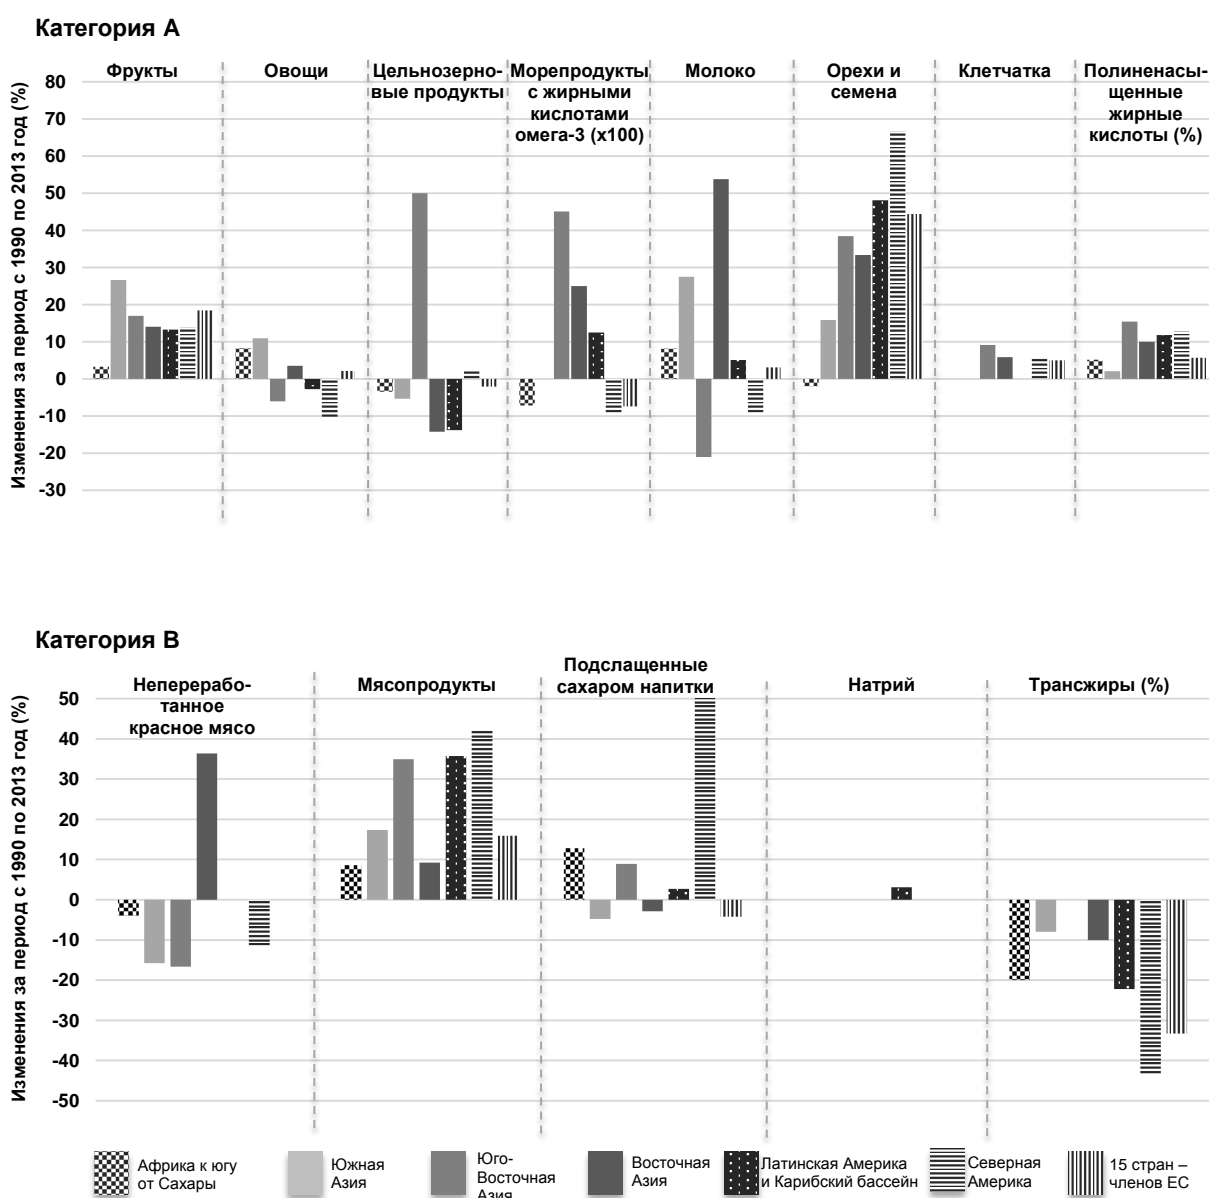 Категория A
Фрукты
Овощи
Цельнозерно-
вые продукты
Морепродукты
с жирными
кислотами
омега-3 (x100)
Молоко
Орехи и
семена
Клетчатка
Полиненасы-
щенные
жирные
кислоты (%)
Изменения за период с 1990 по 2013 год (%)
80
70
60
50
40
30
20
10
0
-10
-20
-30
Категория B
Неперерабо-
танное
красное мясо
Мясопродукты
Подслащенные
сахаром напитки
Натрий
Трансжиры (%)
Изменения за период с 1990 по 2013 год (%)
50
40
30
20
10
0
-10
-20
-30
-40
-50
Африка к югу
от Сахары
Южная
Азия
Юго-
Восточная
Азия
Восточная
Азия
Латинская Америка
и Карибский бассейн
Северная
Америка
15 стран –
членов ЕС